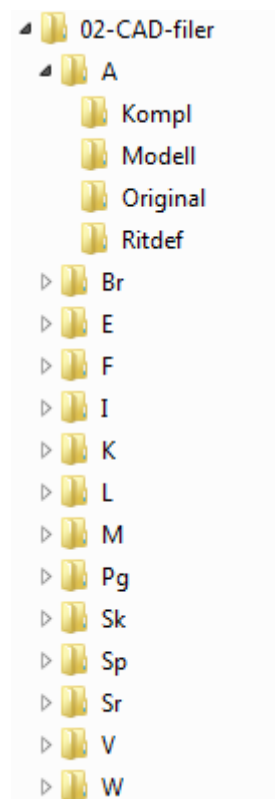 02-CAD-filer
A
Kompl
Modell
Original
Ritdef
Br
E
F
I
K
L
M
Pg
Sk
Sp
Sr
V
W